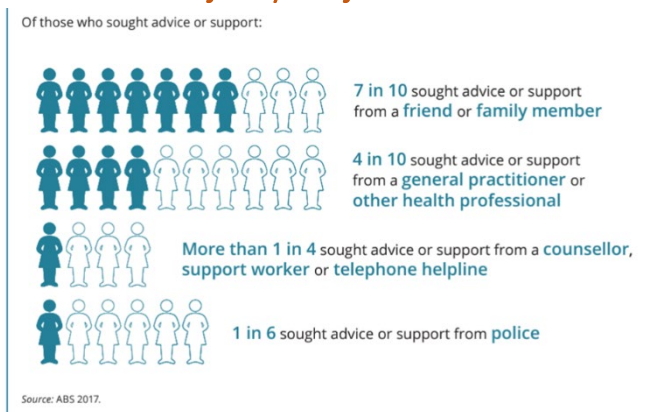 Of those who sought advice or support:
7 in 10 sought advice or support
from a friend or family member
4 in 10 sought advice or support
from a general practitioner or
other health professional
More than 1 in 4 sought advice or support from a counsellor,
support worker or telephone helpline
1 in 6 sought advice or support from police
Source: ABS 2017.